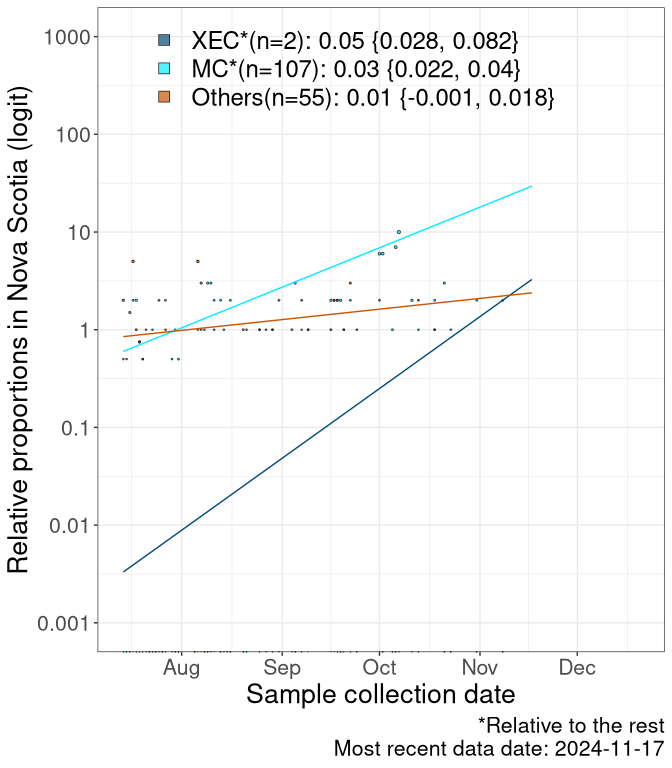 XEC*(n=2): 0.05 {0.028, 0.082}
MC*(n=107): 0.03 {0.022, 0.04}
Others(n=55): 0.01 {-0.001, 0.018}
Relative proportions in Nova Scotia (logit)
1000
100
10
1
0.1
0.01
0.001
Aug Sep Oct Nov Dec
Sample collection date
*Relative to the rest
Most recent data date: 2024-11-17